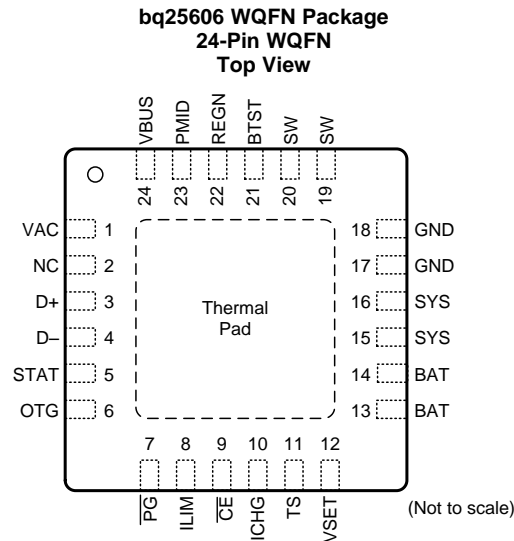 bq25606 WQFN Package
24-Pin WQFN
Top View
VBUS
PMID
REGN
BTST
SW
SW
24
23
22
21
20
19
VAC 1
NC 2
D+ 3
D– 4
STAT 5
OTG 6
Thermal
Pad
18 GND
17 GND
16 SYS
15 SYS
14 BAT
13 BAT
7 8 9 10 11 12
P̅G̅
ILIM
C̅E̅
ICHG
TS
VSET
(Not to scale)